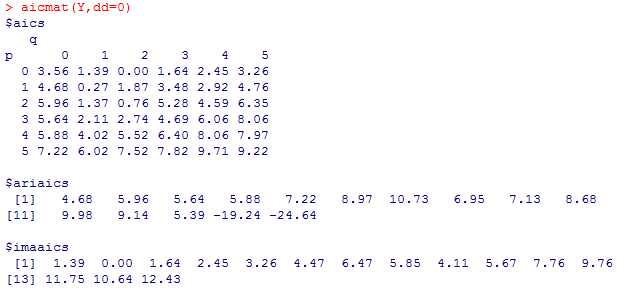 > aicmat(Y,dd=0)
$aics
q
p 0 1 2 3 4 5
0 3.56 1.39 0.00 1.64 2.45 3.26
1 4.68 0.27 1.87 3.48 2.92 4.76
2 5.96 1.37 0.76 5.28 4.59 6.35
3 5.64 2.11 2.74 4.69 6.06 8.06
4 5.88 4.02 5.52 6.40 8.06 7.97
5 7.22 6.02 7.52 7.82 9.71 9.22
$ariaics
[1] 4.68 5.96 5.64 5.88 7.22 8.97 10.73 6.95 7.13 8.68
[11] 9.98 9.14 5.39 -19.24 -24.64
$imaaics
[1] 1.39 0.00 1.64 2.45 3.26 4.47 6.47 5.85 4.11 5.67 7.76 9.76
[13] 11.75 10.64 12.43